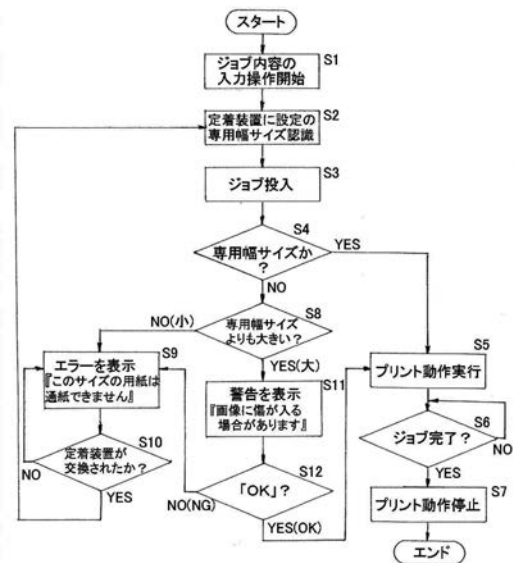 スタート
S1
ジョブ内容の
入力操作開始
S2
定着装置に設定の
専用幅サイズ認識
S3
ジョブ投入
S4
専用幅サイズか
?
YES
NO
S8
専用幅サイズ
よりも大きい?
NO(小)
YES(大)
S9
エラーを表示
『このサイズの用紙は
通紙できません』
S10
定着装置が
交換されたか?
NO
YES
S11
警告を表示
『画像に傷が入る
場合があります』
S12
「OK」?
NO(NG)
YES(OK)
S5
プリント動作実行
S6
ジョブ完了?
NO
YES
S7
プリント動作停止
エンド